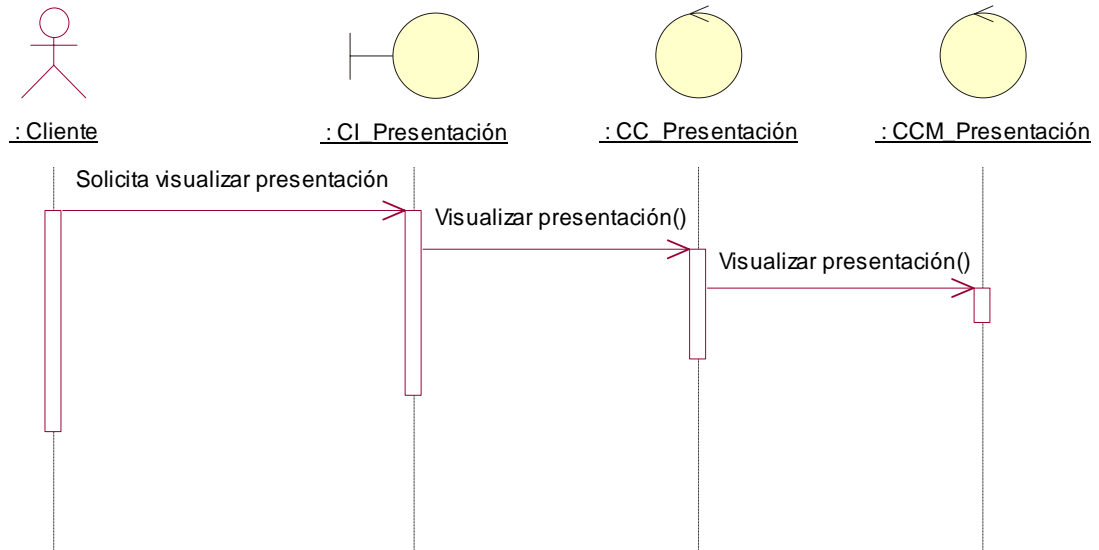 : Cliente
: CI_Presentación
: CC_Presentación
: CCM_Presentación
Solicita visualizar presentación
Visualizar presentación()
Visualizar presentación()